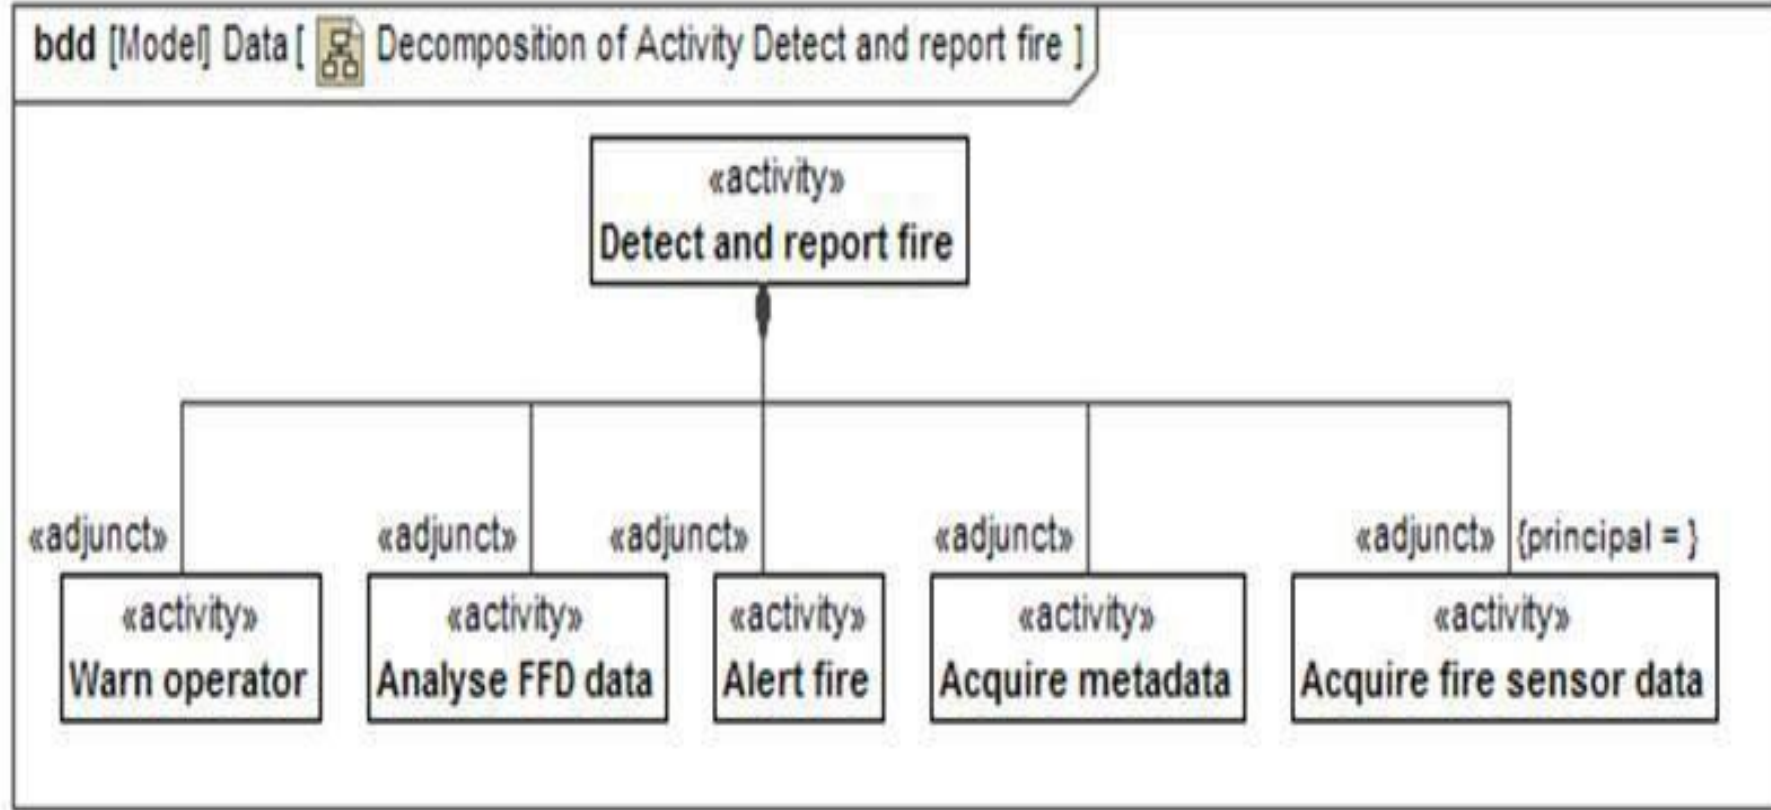 bdd [Model] Data [ Decomposition of Activity Detect and report fire ]
«activity»
Detect and report fire
«adjunct» «adjunct» «adjunct» «adjunct» «adjunct» {principal = }
«activity»
Warn operator
«activity»
Analyse FFD data
«activity»
Alert fire
«activity»
Acquire metadata
«activity»
Acquire fire sensor data